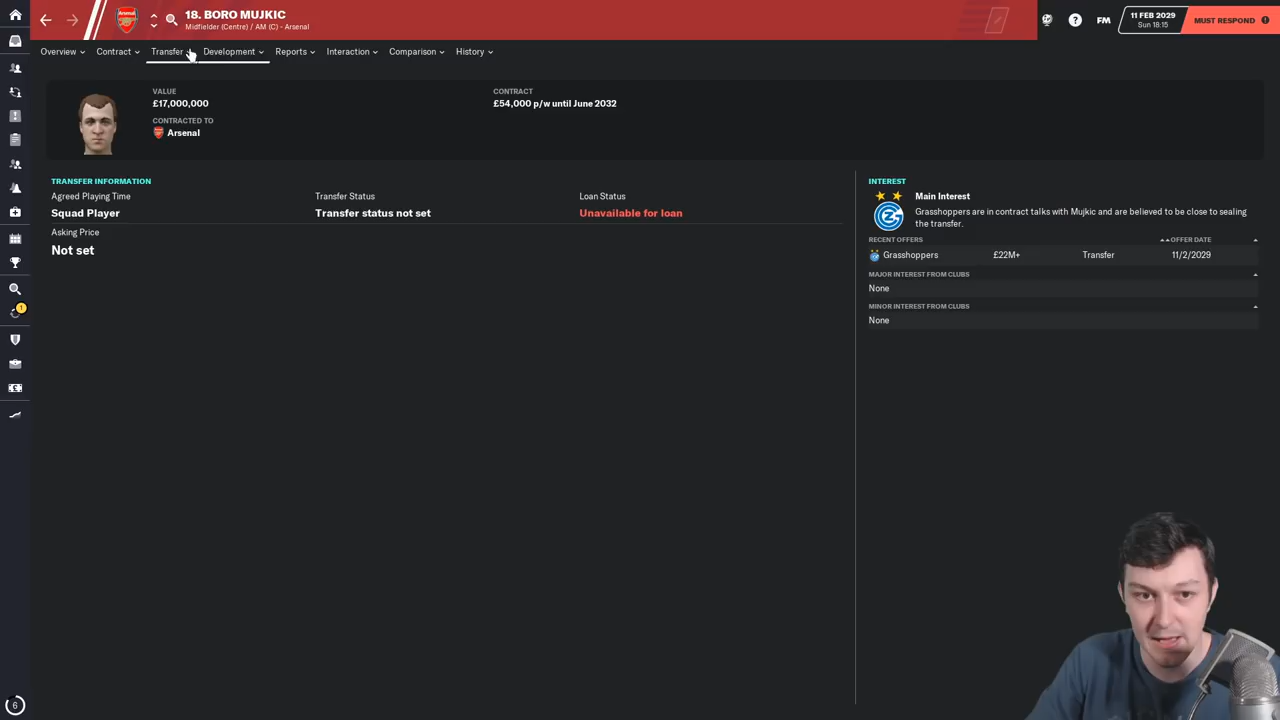 18. BORO MUJKIC
Midfielder (Centre) / AM (C) - Arsenal
FM
11 FEB 2029
Sun 18:15
MUST RESPOND
Overview
Contract
Transfer
Development
Reports
Interaction
Comparison
History
VALUE
£17,000,000
CONTRACTED TO
Arsenal
CONTRACT
£54,000 p/w until June 2032
TRANSFER INFORMATION
Agreed Playing Time
Squad Player
Transfer Status
Transfer status not set
Loan Status
Unavailable for loan
Asking Price
Not set
INTEREST
Main Interest
Grasshoppers are in contract talks with Mujkic and are believed to be close to sealing
the transfer.
RECENT OFFERS
OFFER DATE
Grasshoppers £22M+ Transfer 11/2/2029
MAJOR INTEREST FROM CLUBS
None
MINOR INTEREST FROM CLUBS
None
1
6